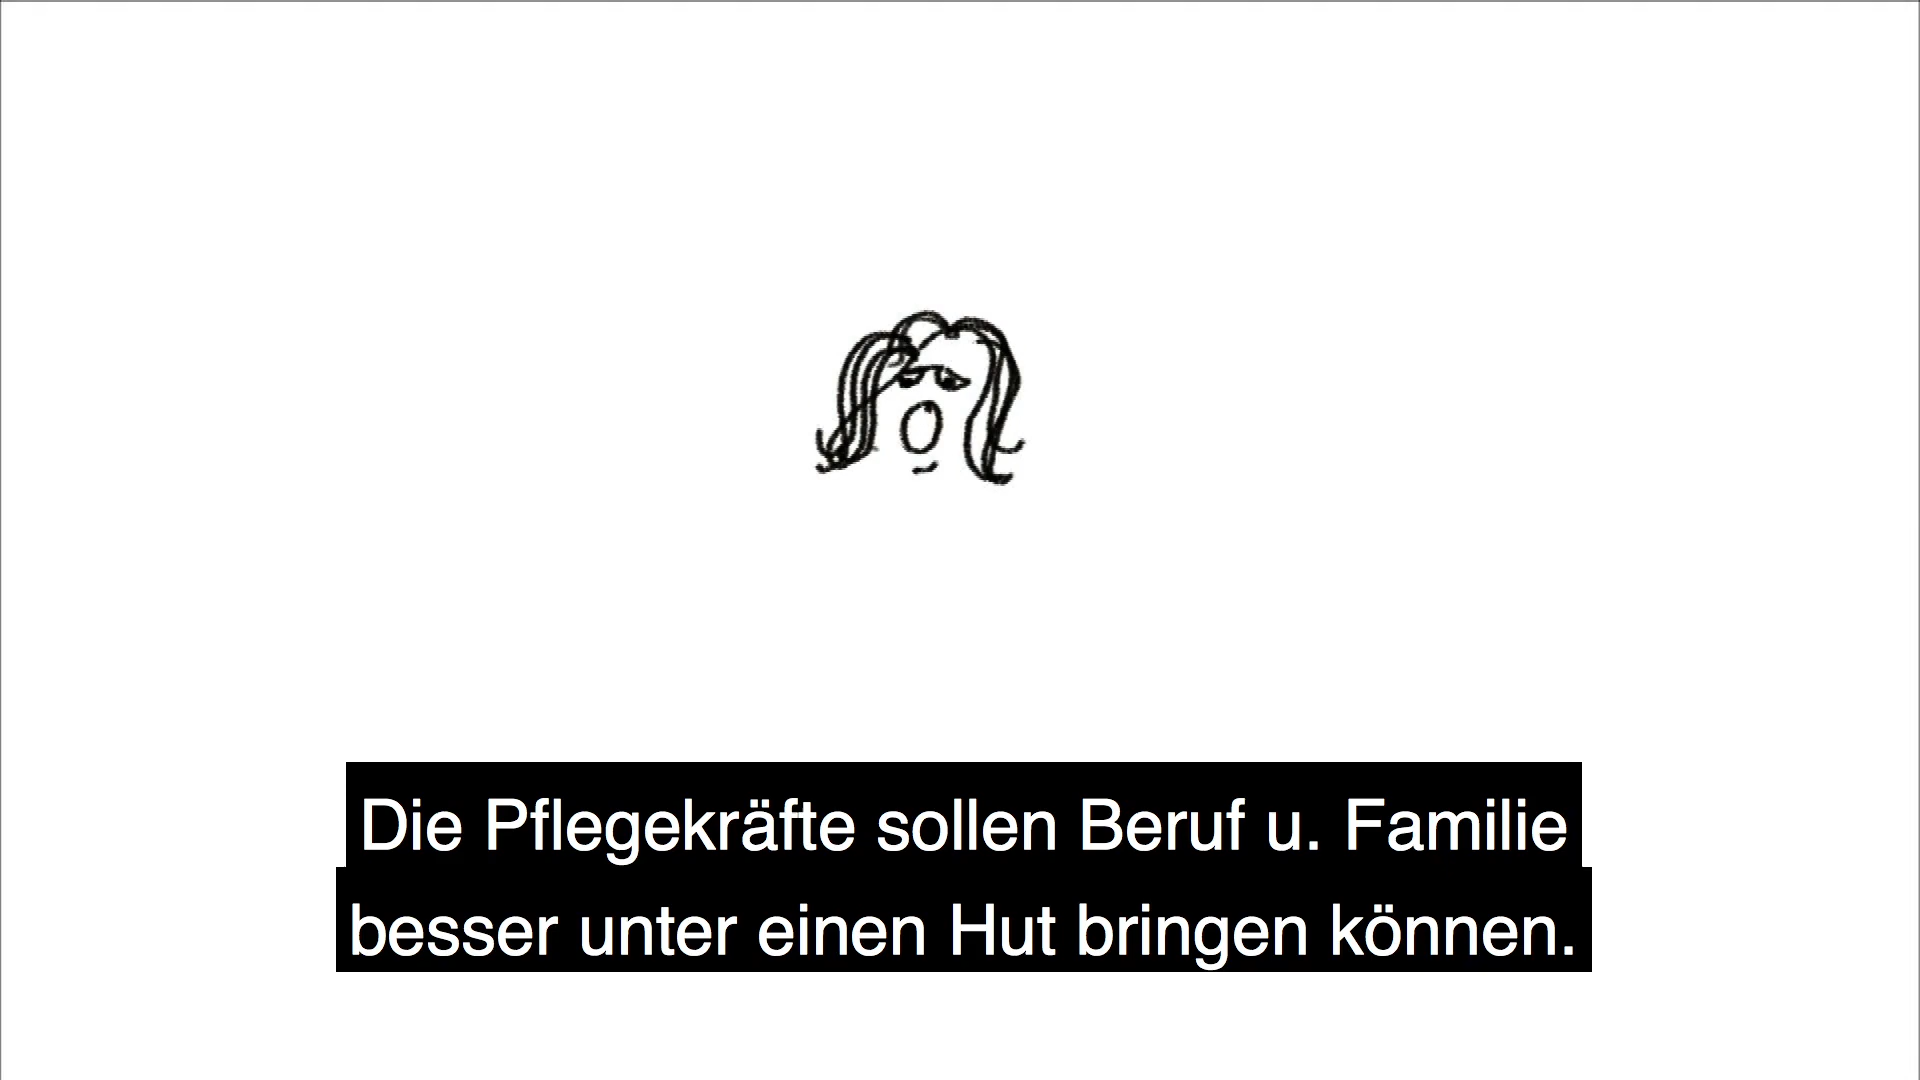 Die Pflegekräfte sollen Beruf u. Familie
besser unter einen Hut bringen können.